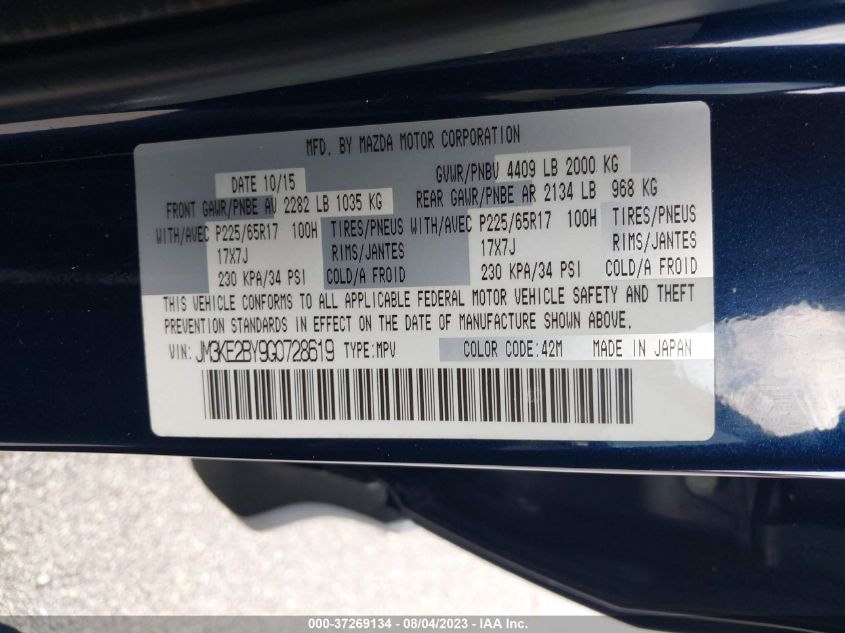 MFD. BY MAZDA MOTOR CORPORATION
DATE 10/15 GVWR/PNBV 4409 LB 2000 KG
FRONT GAWR/PNBE AV 2282 LB 1035 KG REAR GAWR/PNBE AR 2134 LB 968 KG
WITH/AVEC P225/65R17 100H TIRES/PNEUS WITH/AVEC P225/65R17 100H TIRES/PNEUS
17X7J RIMS/JANTES 17X7J RIMS/JANTES
230 KPA/34 PSI COLD/A FROID 230 KPA/34 PSI COLD/A FROID
THIS VEHICLE CONFORMS TO ALL APPLICABLE FEDERAL MOTOR VEHICLE SAFETY AND THEFT
PREVENTION STANDARDS IN EFFECT ON THE DATE OF MANUFACTURE SHOWN ABOVE.
VIN: JM3KE2BY9G0728619 TYPE:MPV COLOR CODE:42M MADE IN JAPAN
000-37269134 - 08/04/2023 - IAA Inc.